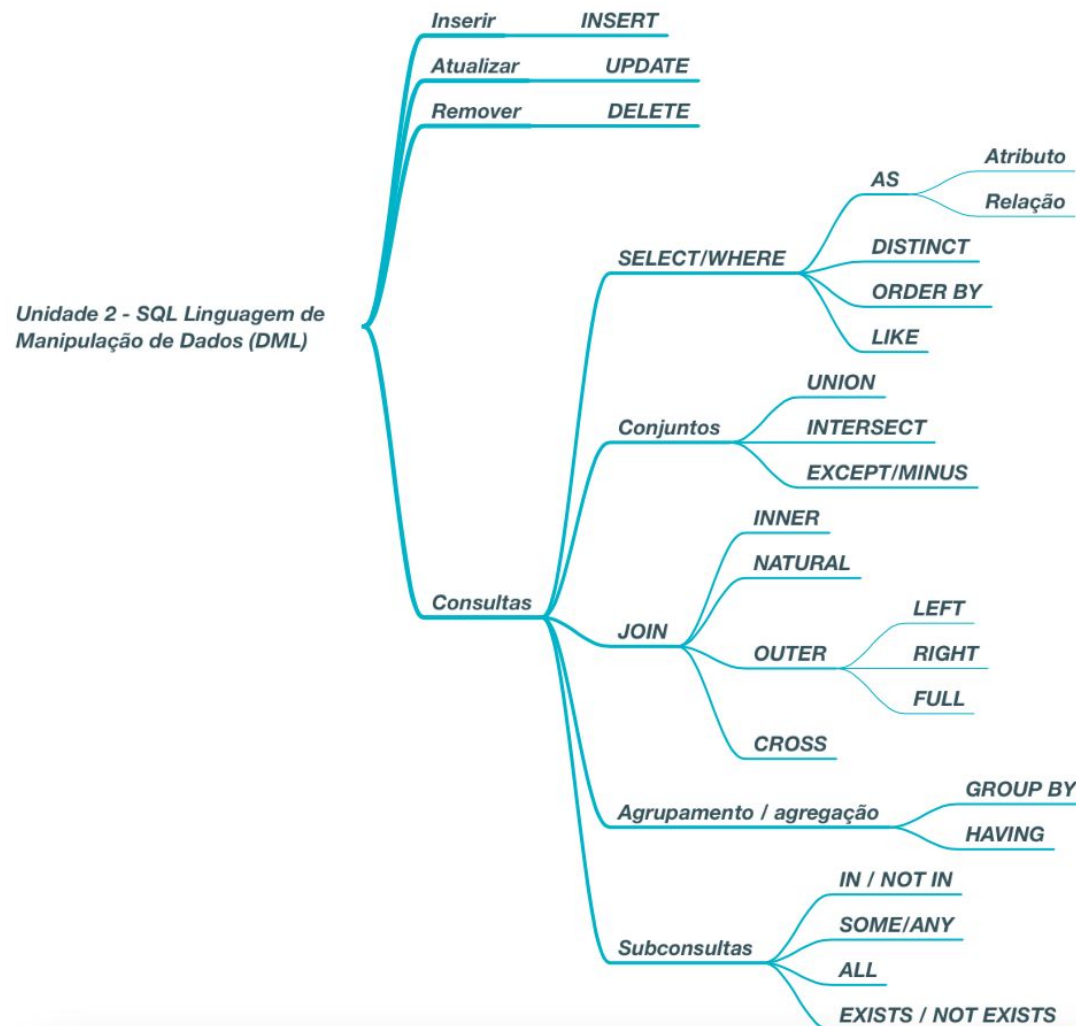 Inserir
INSERT
Atualizar
UPDATE
Remover
DELETE
Unidade 2 - SQL Linguagem de
Manipulação de Dados (DML)
Consultas
SELECT/WHERE
AS
Atributo
Relação
DISTINCT
ORDER BY
LIKE
Conjuntos
UNION
INTERSECT
EXCEPT/MINUS
JOIN
INNER
NATURAL
OUTER
LEFT
RIGHT
FULL
CROSS
Agrupamento / agregação
GROUP BY
HAVING
Subconsultas
IN / NOT IN
SOME/ANY
ALL
EXISTS / NOT EXISTS